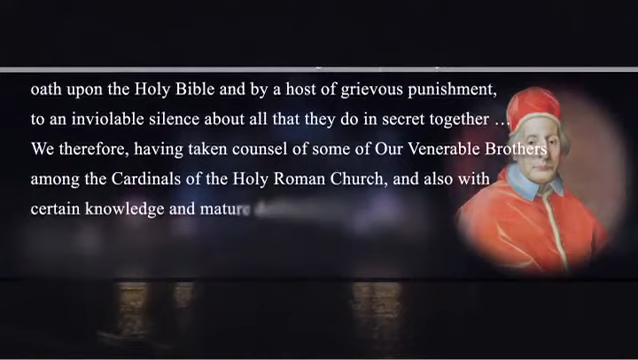 oath upon the Holy Bible and by a host of grievous punishment,
to an inviolable silence about all that they do in secret together ...
We therefore, having taken counsel of some of Our Venerable Brothers
among the Cardinals of the Holy Roman Church, and also with
certain knowledge and mature